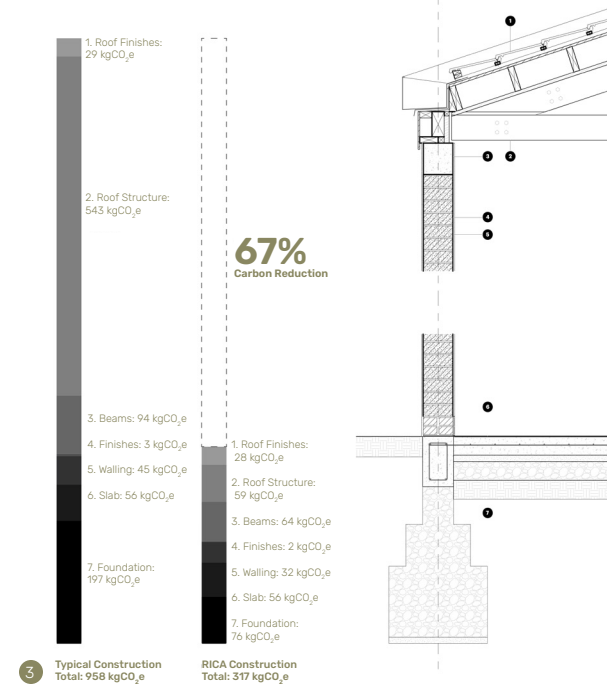 1. Roof Finishes:
29 kgCO₂e
2. Roof Structure:
543 kgCO₂e
3. Beams: 94 kgCO₂e
4. Finishes: 3 kgCO₂e
5. Walling: 45 kgCO₂e
6. Slab: 56 kgCO₂e
7. Foundation:
197 kgCO₂e
3
Typical Construction
Total: 958 kgCO₂e
67%
Carbon Reduction
1. Roof Finishes:
28 kgCO₂e
2. Roof Structure:
59 kgCO₂e
3. Beams: 64 kgCO₂e
4. Finishes: 2 kgCO₂e
5. Walling: 32 kgCO₂e
6. Slab: 56 kgCO₂e
7. Foundation:
76 kgCO₂e
RICA Construction
Total: 317 kgCO₂e
1
3 2
4
5
6
7